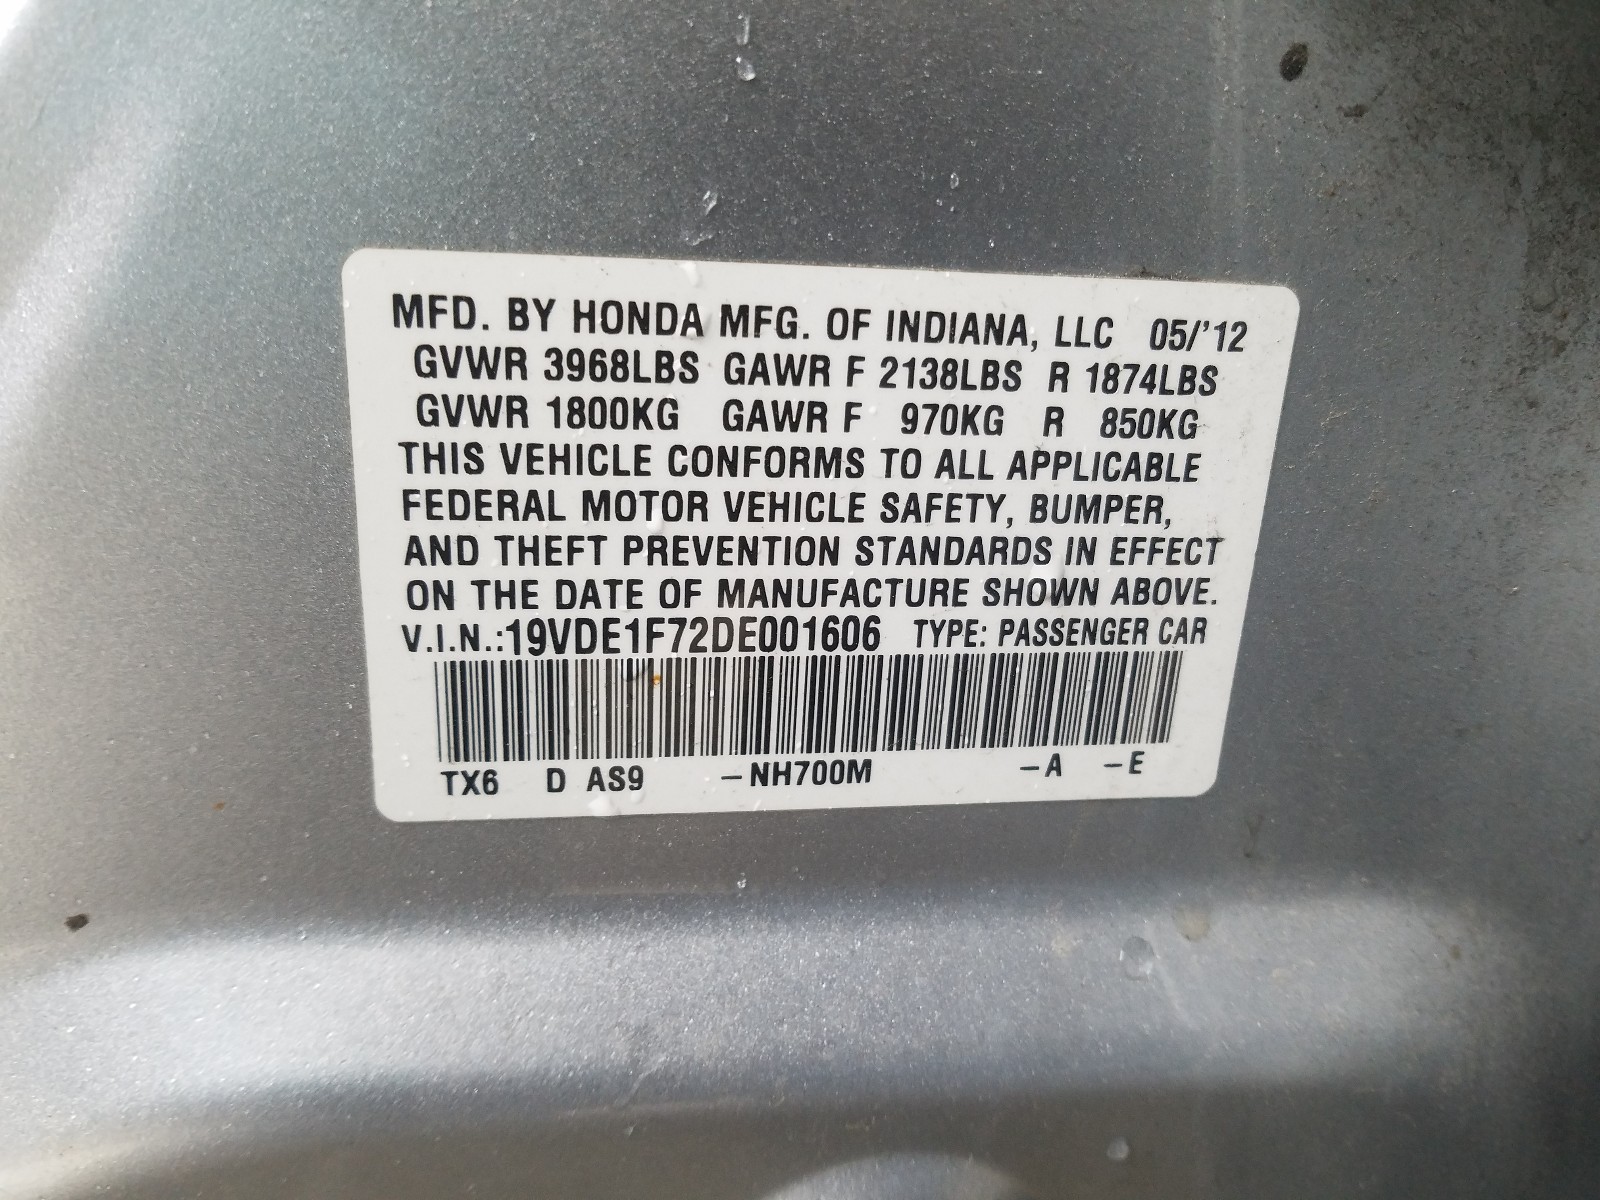 MFD. BY HONDA MFG. OF INDIANA, LLC 05/'12
GVWR 3968LBS GAWR F 2138LBS R 1874LBS
GVWR 1800KG GAWR F 970KG R 850KG
THIS VEHICLE CONFORMS TO ALL APPLICABLE
FEDERAL MOTOR VEHICLE SAFETY, BUMPER,
AND THEFT PREVENTION STANDARDS IN EFFECT
ON THE DATE OF MANUFACTURE SHOWN ABOVE.
V.I.N.:19VDE1F72DE001606 TYPE: PASSENGER CAR
TX6 D AS9 –NH700M –A –E